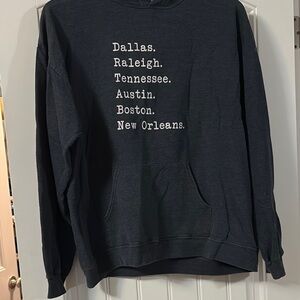 Dallas.
Raleigh.
Tennessee.
Austin.
Boston.
New Orleans.